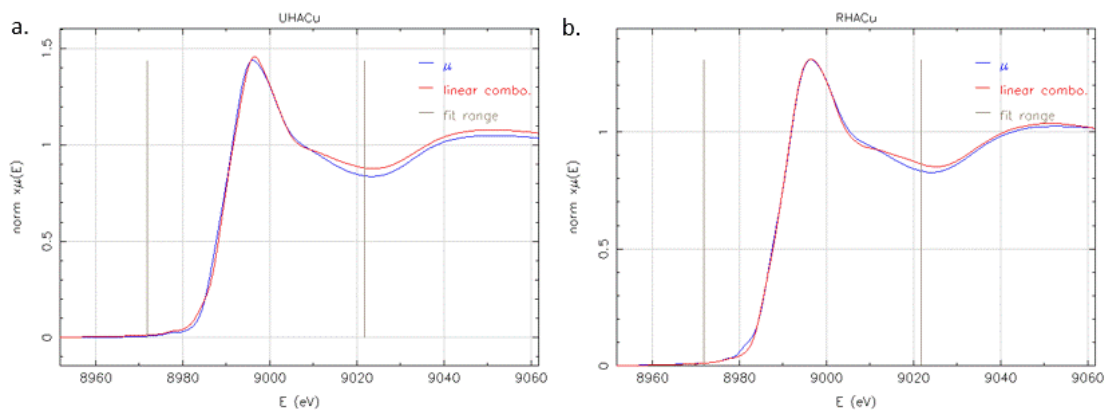 a.
UHACu
1.5
1
0.5
0
norm xμ(E)
μ
linear combo.
fit range
8960 8980 9000 9020 9040 9060
E (eV)
b.
RHACu
1
0.5
0
norm xμ(E)
μ
linear combo.
fit range
8960 8980 9000 9020 9040 9060
E (eV)